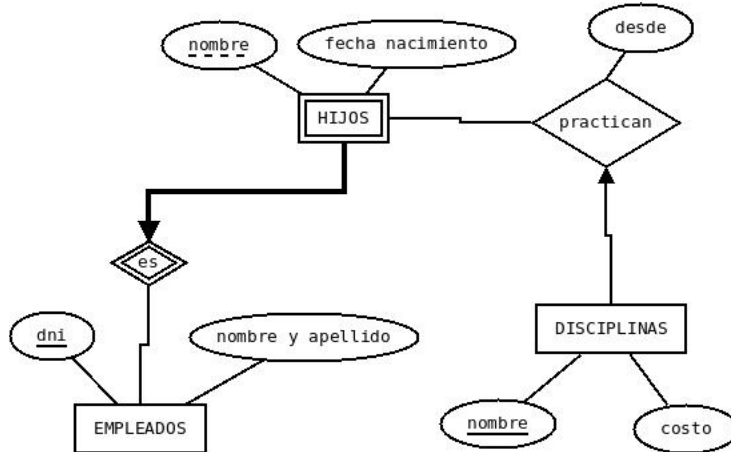 desde
nombre
fecha nacimiento
HIJOS
practican
es
dni
nombre y apellido
DISCIPLINAS
EMPLEADOS
nombre
costo